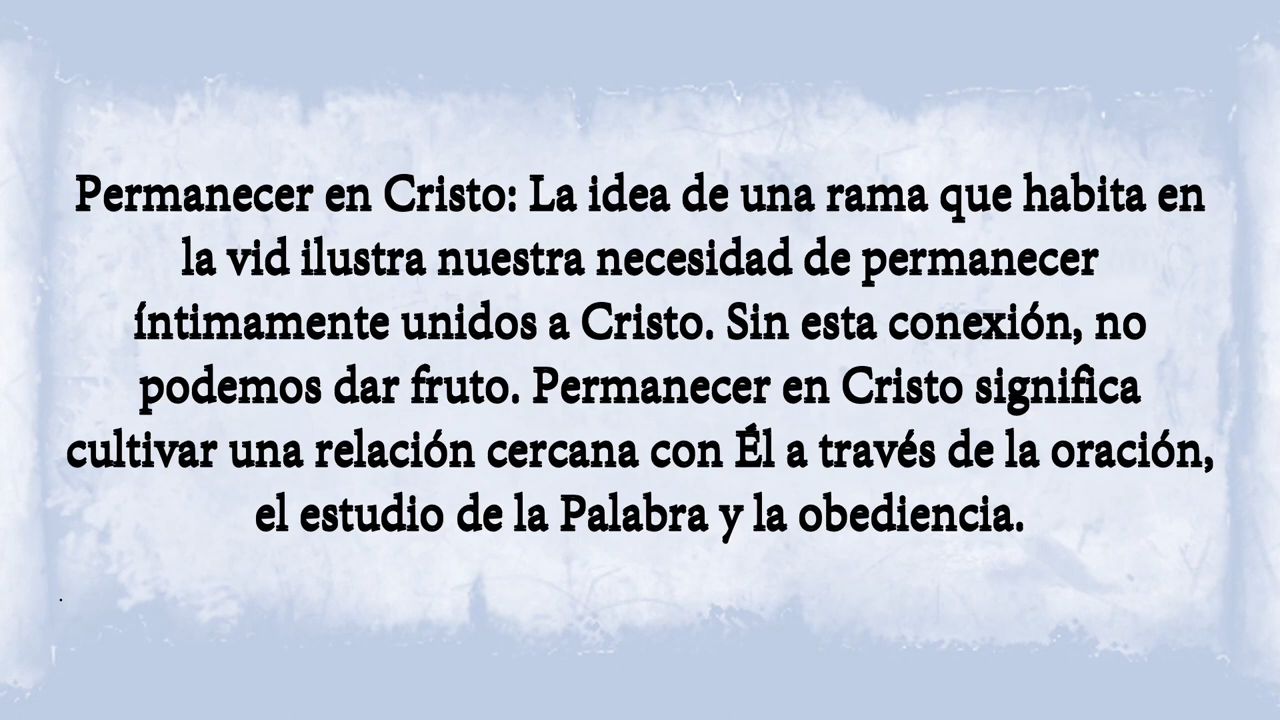 Permanecer en Cristo: La idea de una rama que habita en
la vid ilustra nuestra necesidad de permanecer
íntimamente unidos a Cristo. Sin esta conexión, no
podemos dar fruto. Permanecer en Cristo significa
cultivar una relación cercana con Él a través de la oración,
el estudio de la Palabra y la obediencia.
.